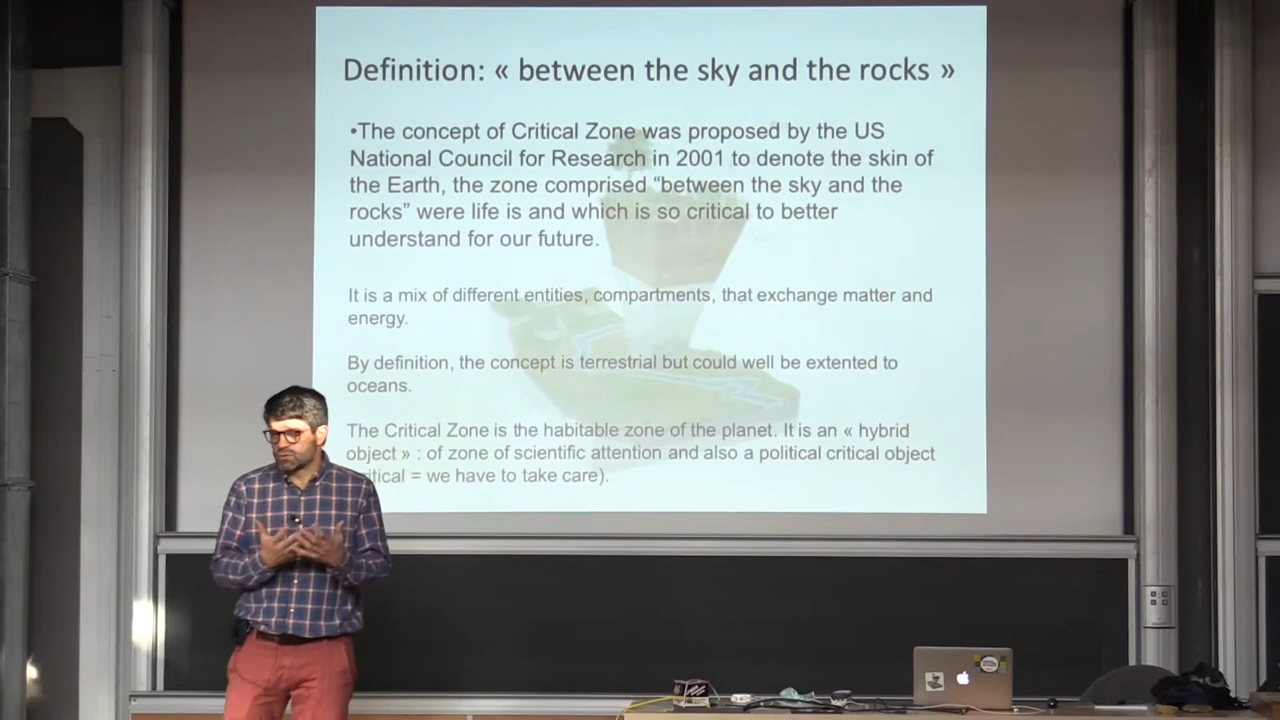 Definition: « between the sky and the rocks »
•The concept of Critical Zone was proposed by the US
National Council for Research in 2001 to denote the skin of
the Earth, the zone comprised “between the sky and the
rocks” were life is and which is so critical to better
understand for our future.
It is a mix of different entities, compartments, that exchange matter and
energy.
By definition, the concept is terrestrial but could well be extented to
oceans.
The Critical Zone is the habitable zone of the planet. It is an « hybrid
object » : of zone of scientific attention and also a political critical object
= we have to take care).